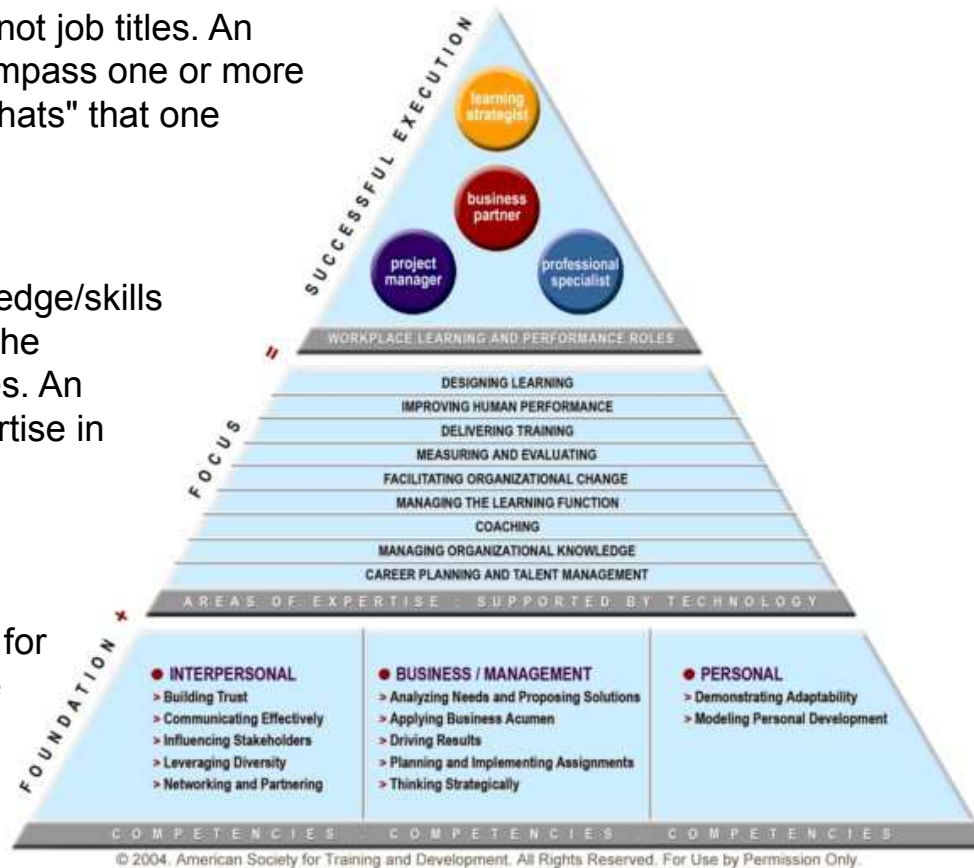 not job titles. An
mpass one or more
hats" that one
edge/skills
he
es. An
rtise in
for
SUCCESSFUL EXECUTION
learning
strategist
business
partner
project
manager
professional
specialist
WORKPLACE LEARNING AND PERFORMANCE ROLES
=
FOCUS
DESIGNING LEARNING
IMPROVING HUMAN PERFORMANCE
DELIVERING TRAINING
MEASURING AND EVALUATING
FACILITATING ORGANIZATIONAL CHANGE
MANAGING THE LEARNING FUNCTION
COACHING
MANAGING ORGANIZATIONAL KNOWLEDGE
CAREER PLANNING AND TALENT MANAGEMENT
AREAS OF EXPERTISE . SUPPORTED BY TECHNOLOGY
+
FOUNDATION
INTERPERSONAL
> Building Trust
> Communicating Effectively
> Influencing Stakeholders
> Leveraging Diversity
> Networking and Partnering
BUSINESS / MANAGEMENT
> Analyzing Needs and Proposing Solutions
> Applying Business Acumen
> Driving Results
> Planning and Implementing Assignments
> Thinking Strategically
PERSONAL
> Demonstrating Adaptability
> Modeling Personal Development
COMPETENCIES . COMPETENCIES . COMPETENCIES
© 2004. American Society for Training and Development. All Rights Reserved. For Use by Permission Only.